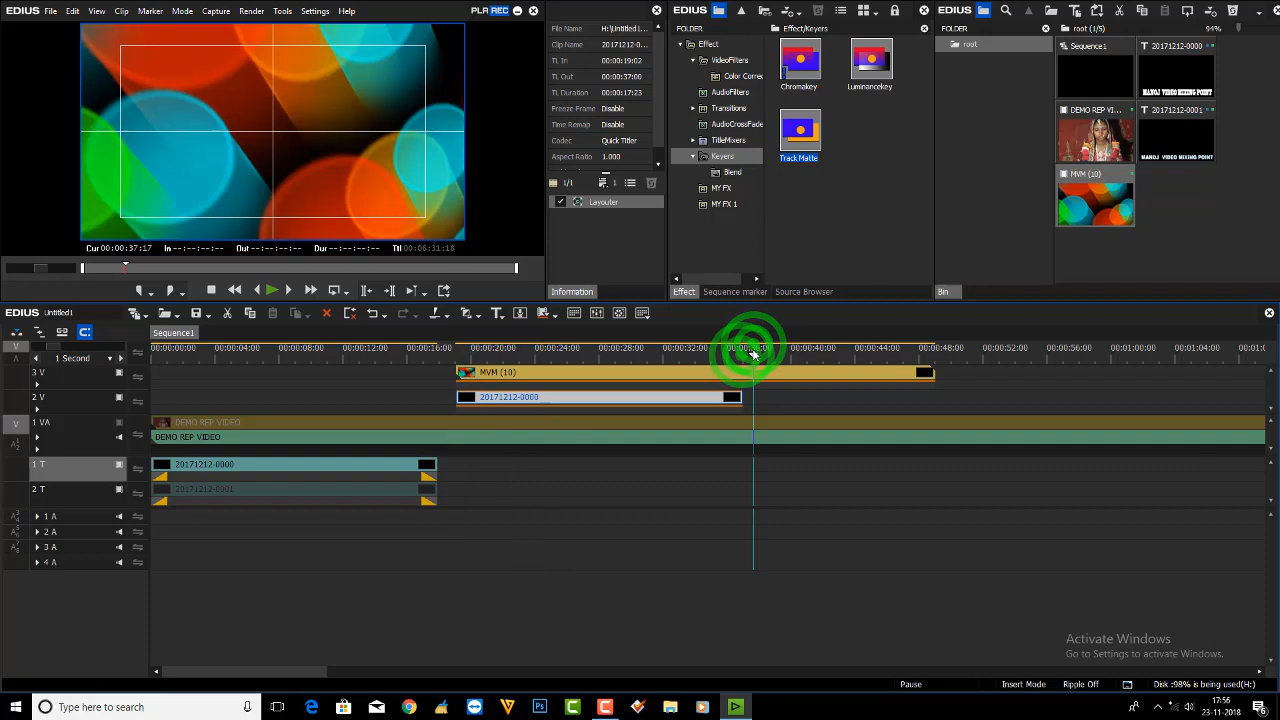 EDIUS File Edit View Clip Marker Mode Capture Render Tools Settings Help PLR REC
Cur 00:00:37:17 In --:--:--:-- Out --:--:--:-- Dur --:--:--:-- Ttl 00:06:31:18
File Name H:\Untitled1...
Clip Name 20171212-0...
TL In 00:00:19:02
TL Out 00:00:37:00
TL Duration 00:00:17:23
Freeze Frame Disable
Time Remap Disable
Codec Quick Titler
Aspect Ratio 1.000
1/1
Layouter
Information
EDIUS
FOLDER
Effect
VideoFilters
Color Correc
AudioFilters
Transitions
AudioCrossFade
TitleMixers
Keyers
Blend
MY FX
MY FX 1
Effect/Keyers
Chromakey
Luminancekey
Track Matte
Effect Sequence marker Source Browser
EDIUS
FOLDER
root
root (1/5) 94%
Sequence1
20171212-0000
MANOJ VIDEO MIXING POINT
DEMO REP VI...
20171212-0001
MANOJ VIDEO MIXING POINT
MVM (10)
Bin
EDIUS Untitled1
Sequence1
1 Second
00:00:00:00 00:00:04:00 00:00:08:00 00:00:12:00 00:00:16:00 00:00:20:00 00:00:24:00 00:00:28:00 00:00:32:00 00:00:40:00 00:00:44:00 00:00:48:00 00:00:52:00 00:00:56:00 00:01:00:00 00:01:0
V
3 V MVM (10)
2 V 20171212-0000
V 1 VA DEMO REP VIDEO
DEMO REP VIDEO
1 T 20171212-0000
2 T 20171212-0001
1 A
2 A
3 A
4 A
Activate Windows
Go to Settings to activate Windows.
Pause Insert Mode Ripple Off Disk :98% is being used(H:)
Type here to search
17:56
23-11-2018